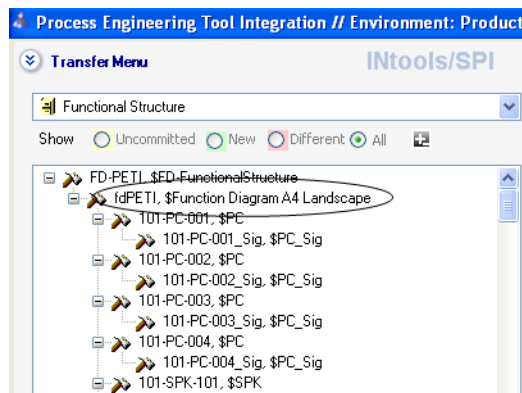 Process Engineering Tool Integration // Environment: Product
Transfer Menu
INtools/SPI
Functional Structure
Show Uncommitted New Different All
FD-PETI, $FD-FunctionalStructure
fdPETI, $Function Diagram A4 Landscape
101-PC-001, $PC
101-PC-001_Sig, $PC_Sig
101-PC-002, $PC
101-PC-002_Sig, $PC_Sig
101-PC-003, $PC
101-PC-003_Sig, $PC_Sig
101-PC-004, $PC
101-PC-004_Sig, $PC_Sig
101-SPK-101, $SPK